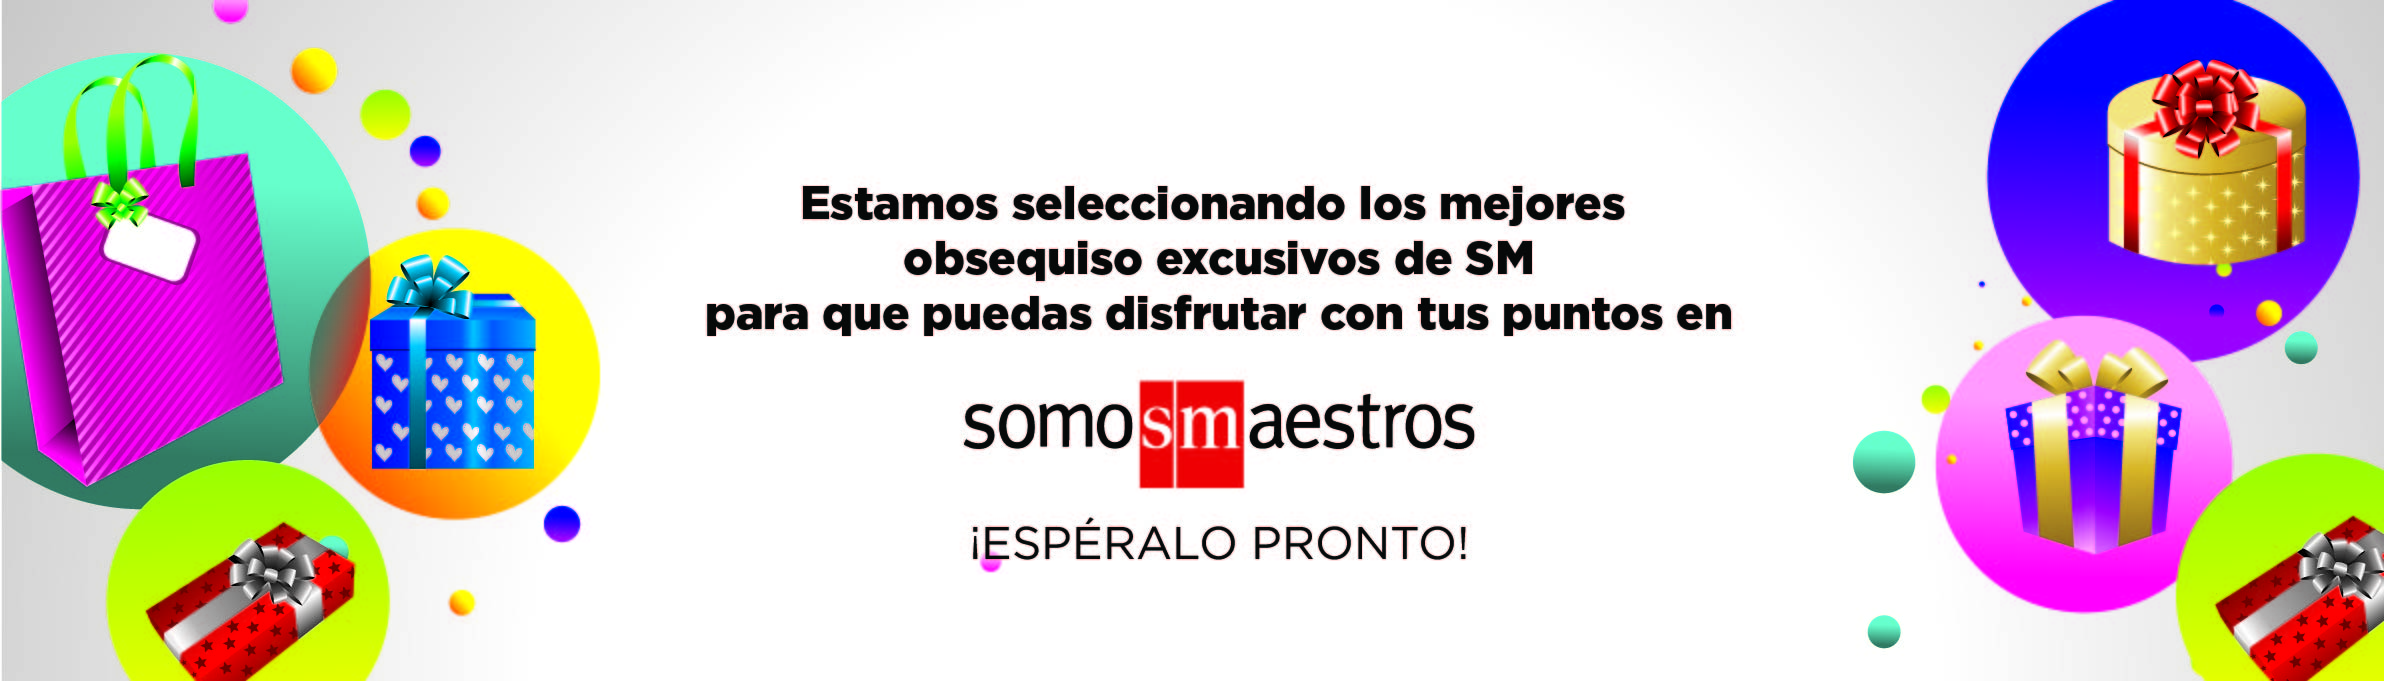 Estamos seleccionando los mejores
obsequiso excusivos de SM
para que puedas disfrutar con tus puntos en
somosmaestros
¡ESPÉRALO PRONTO!